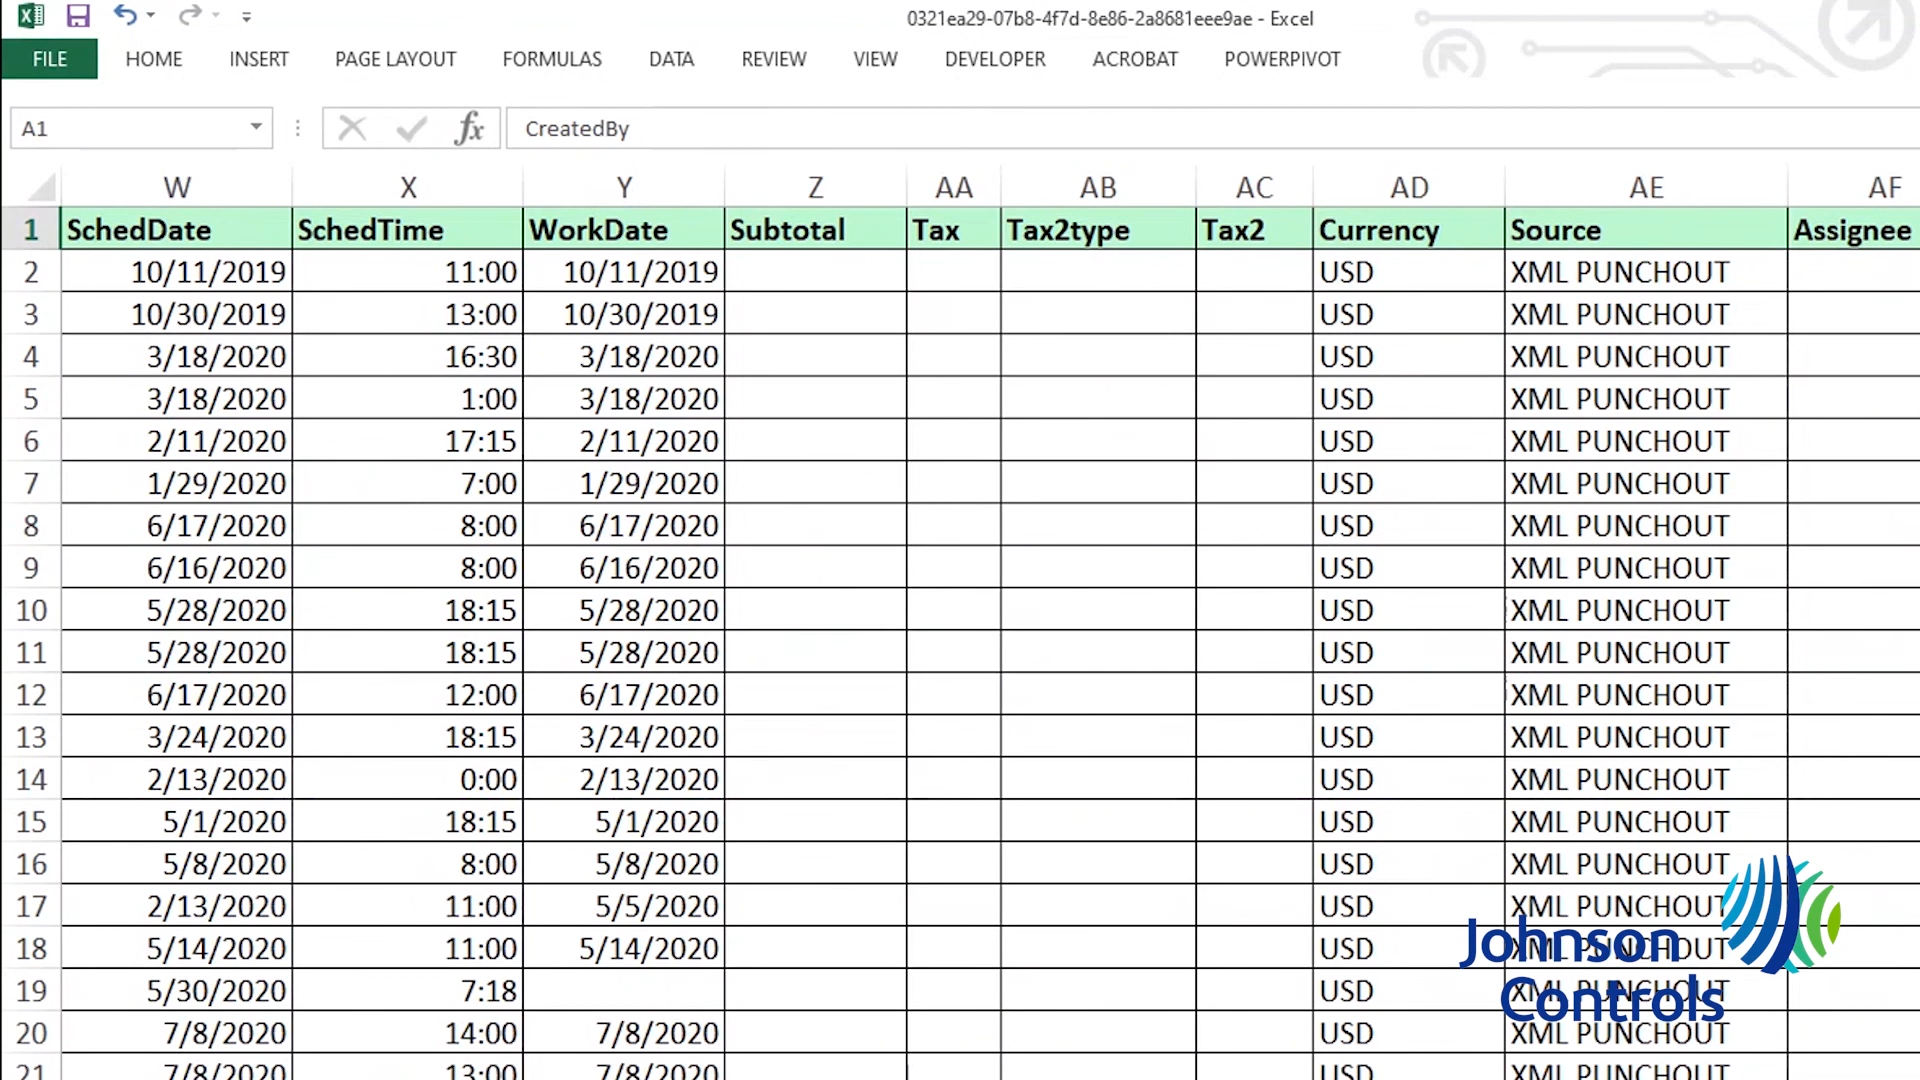 0321ea29-07b8-4f7d-8e86-2a8681eee9ae - Excel
FILE HOME INSERT PAGE LAYOUT FORMULAS DATA REVIEW VIEW DEVELOPER ACROBAT POWERPIVOT
A1 fx CreatedBy
W X Y Z AA AB AC AD AE AF
1 SchedDate SchedTime WorkDate Subtotal Tax Tax2type Tax2 Currency Source Assignee
2 10/11/2019 11:00 10/11/2019 USD XML PUNCHOUT
3 10/30/2019 13:00 10/30/2019 USD XML PUNCHOUT
4 3/18/2020 16:30 3/18/2020 USD XML PUNCHOUT
5 3/18/2020 1:00 3/18/2020 USD XML PUNCHOUT
6 2/11/2020 17:15 2/11/2020 USD XML PUNCHOUT
7 1/29/2020 7:00 1/29/2020 USD XML PUNCHOUT
8 6/17/2020 8:00 6/17/2020 USD XML PUNCHOUT
9 6/16/2020 8:00 6/16/2020 USD XML PUNCHOUT
10 5/28/2020 18:15 5/28/2020 USD XML PUNCHOUT
11 5/28/2020 18:15 5/28/2020 USD XML PUNCHOUT
12 6/17/2020 12:00 6/17/2020 USD XML PUNCHOUT
13 3/24/2020 18:15 3/24/2020 USD XML PUNCHOUT
14 2/13/2020 0:00 2/13/2020 USD XML PUNCHOUT
15 5/1/2020 18:15 5/1/2020 USD XML PUNCHOUT
16 5/8/2020 8:00 5/8/2020 USD XML PUNCHOUT
17 2/13/2020 11:00 5/5/2020 USD XML PUNCHOUT
18 5/14/2020 11:00 5/14/2020 USD XML PUNCHOUT
19 5/30/2020 7:18 USD XML PUNCHOUT
20 7/8/2020 14:00 7/8/2020 USD XML PUNCHOUT
21 7/8/2020 13:00 7/8/2020 USD XML PUNCHOUT
Johnson
Controls